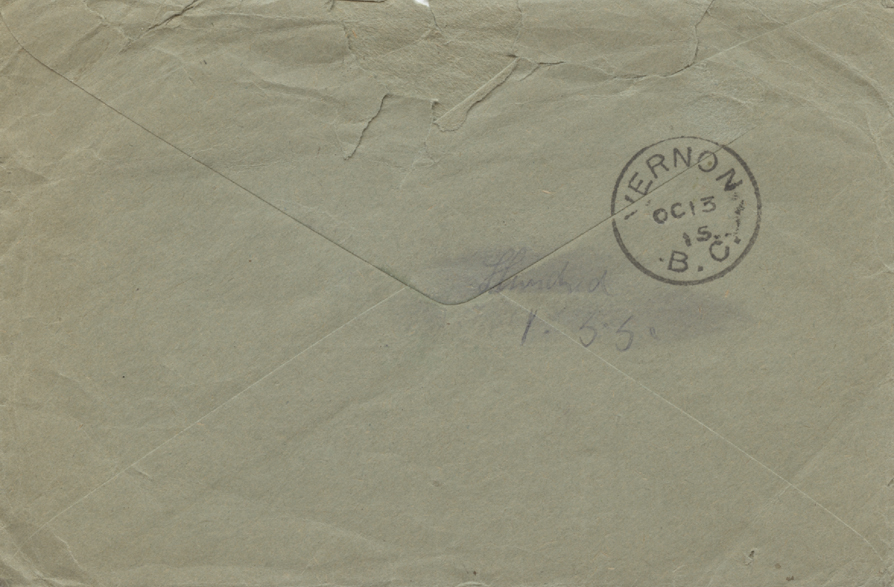 VERNON
OC 13
15
B.C.
1. 55.